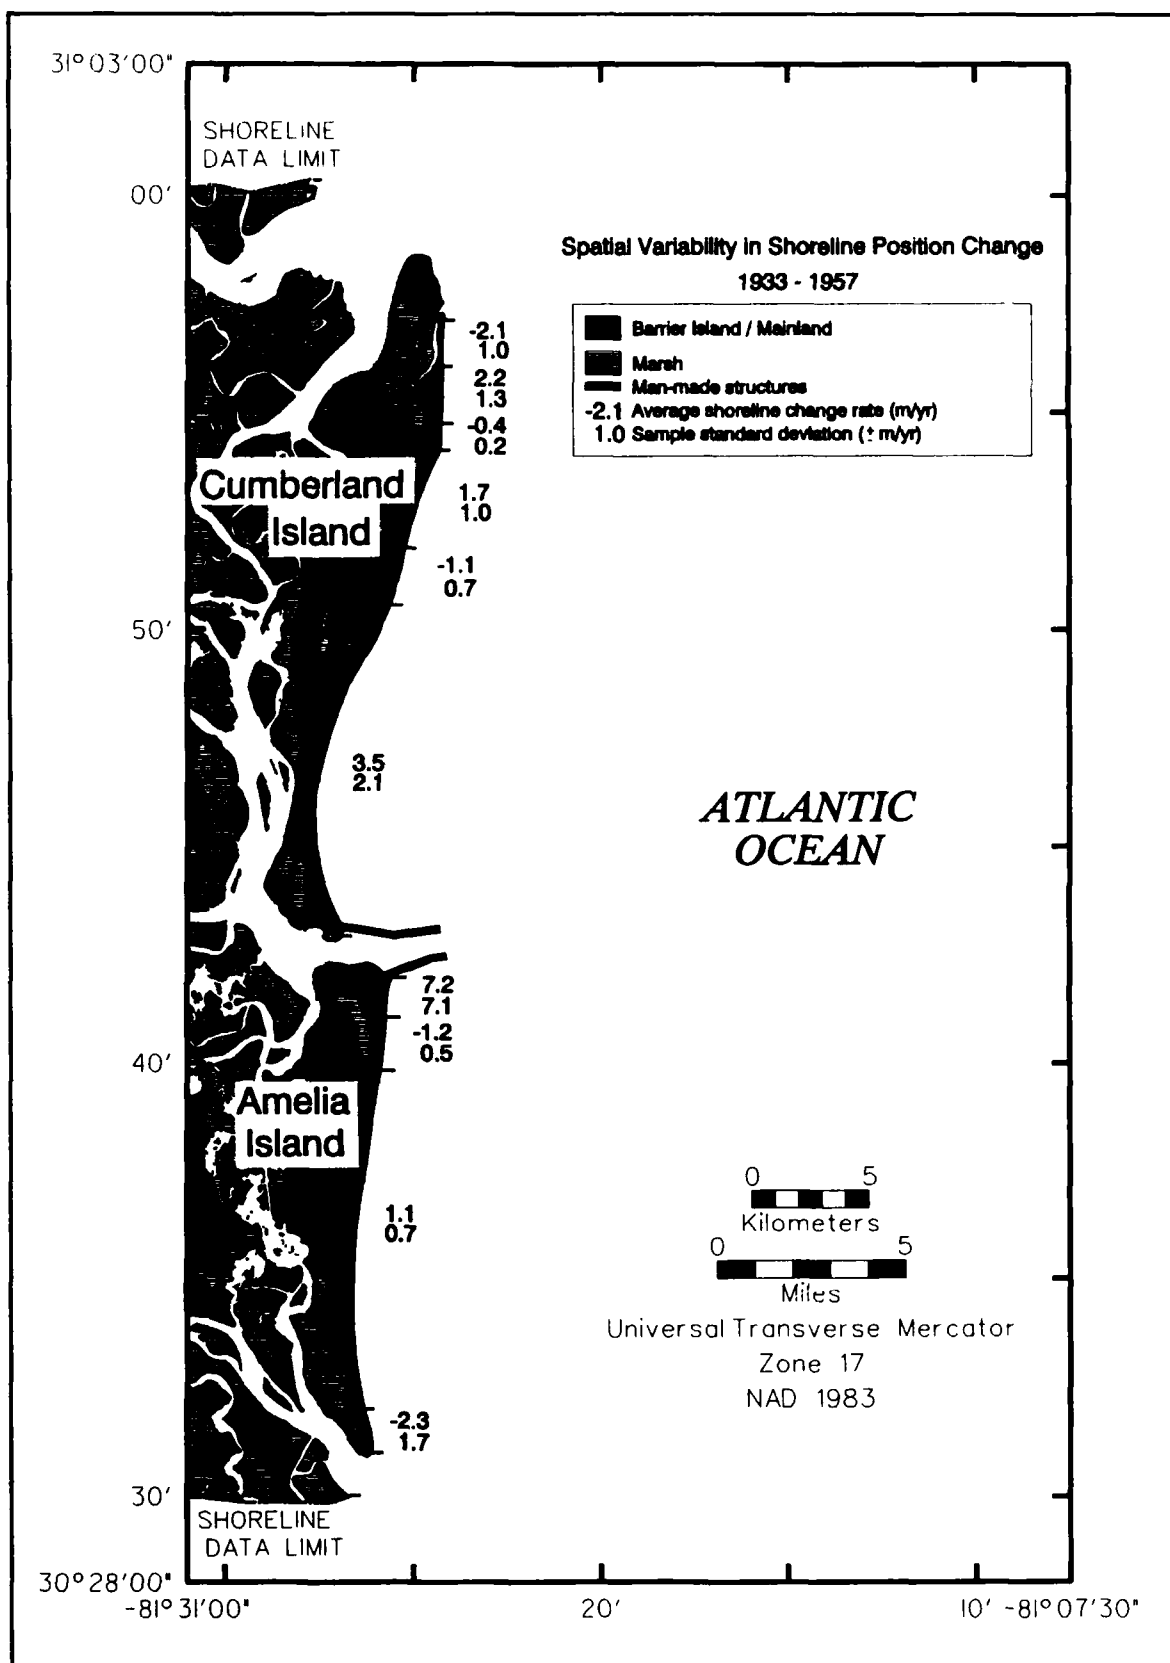 31°03'00"
SHORELINE
DATA LIMIT
00'
Spatial Variability in Shoreline Position Change
1933 - 1957
Barrier Island / Mainland
Marsh
Man-made structures
-2.1 Average shoreline change rate (m/yr)
1.0 Sample standard deviation (± m/yr)
-2.1
1.0
2.2
1.3
-0.4
0.2
Cumberland
Island
1.7
1.0
-1.1
0.7
50'
3.5
2.1
ATLANTIC
OCEAN
7.2
7.1
-1.2
0.5
40'
Amelia
Island
1.1
0.7
0 5
Kilometers
0 5
Miles
Universal Transverse Mercator
Zone 17
NAD 1983
-2.3
1.7
30'
SHORELINE
DATA LIMIT
30°28'00"
-81°31'00" 20' 10' -81°07'30"